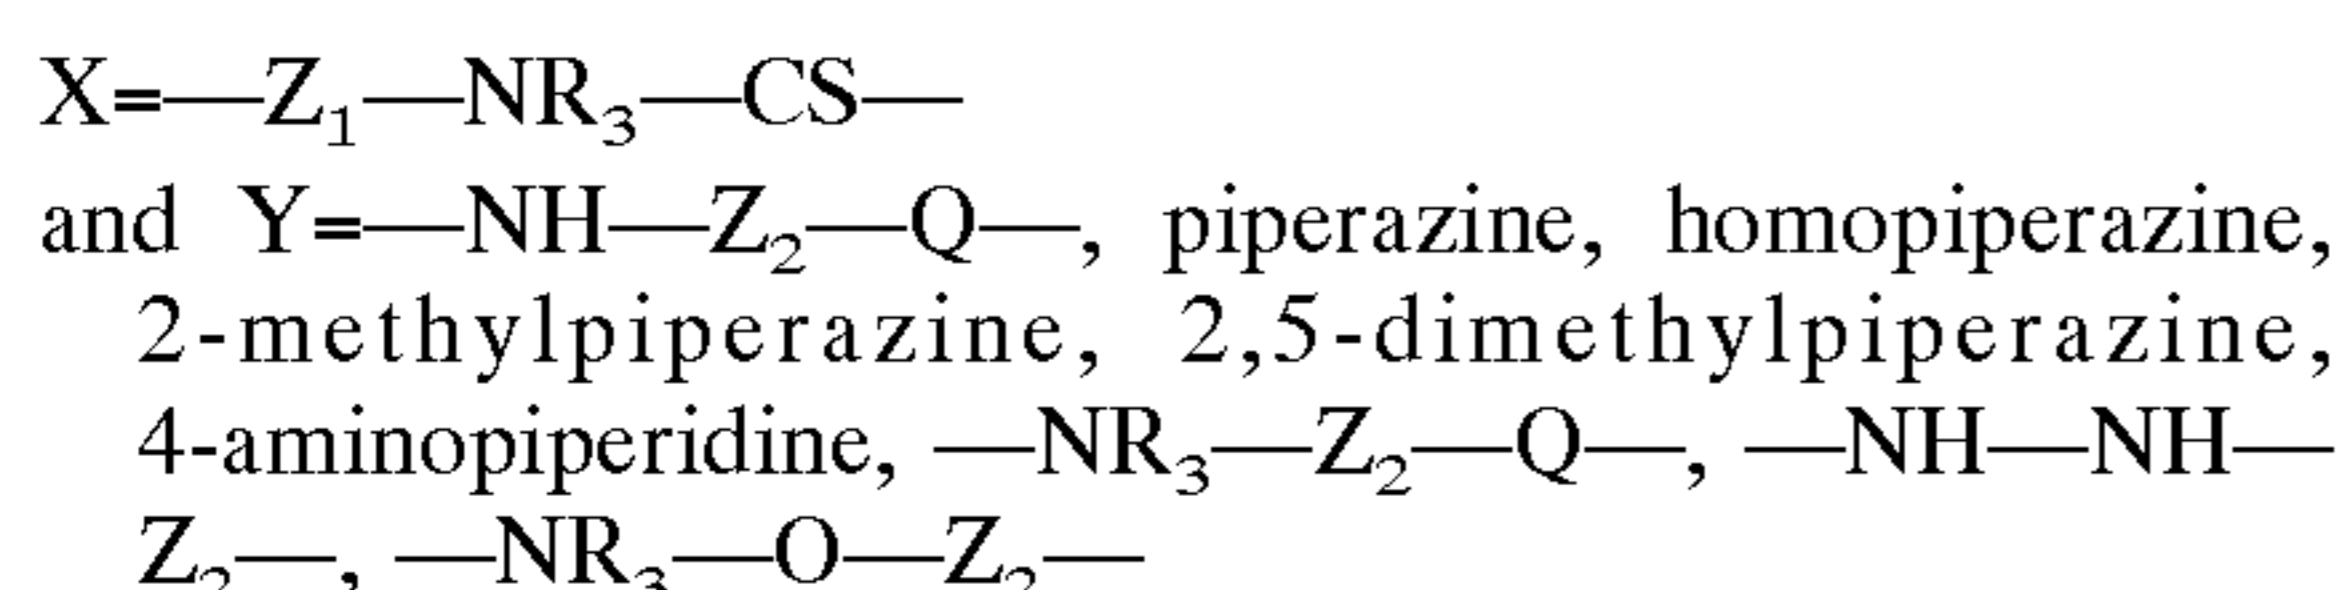 X=—Z₁—NR₃—CS—
and Y=—NH—Z₂—Q—, piperazine, homopiperazine,
2-methylpiperazine, 2,5-dimethylpiperazine,
4-aminopiperidine, —NR₃—Z₂—Q—, —NH—NH—
Z₂—, —NR₃—O—Z₂—